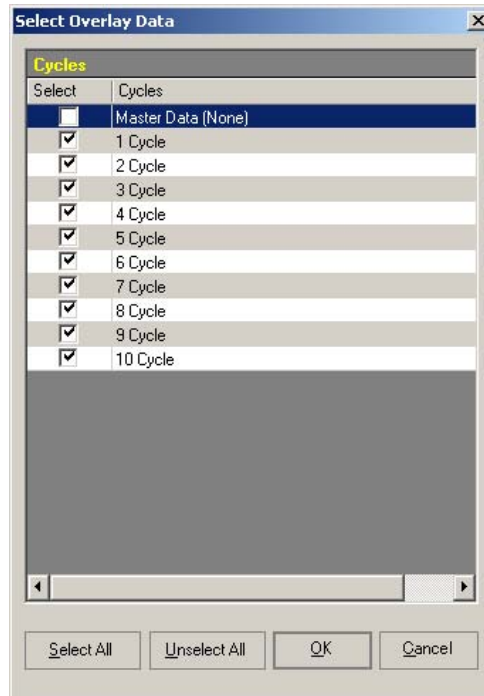 Select Overlay Data
Cycles
Select Cycles
Master Data (None)
1 Cycle
2 Cycle
3 Cycle
4 Cycle
5 Cycle
6 Cycle
7 Cycle
8 Cycle
9 Cycle
10 Cycle
Select All Unselect All OK Cancel